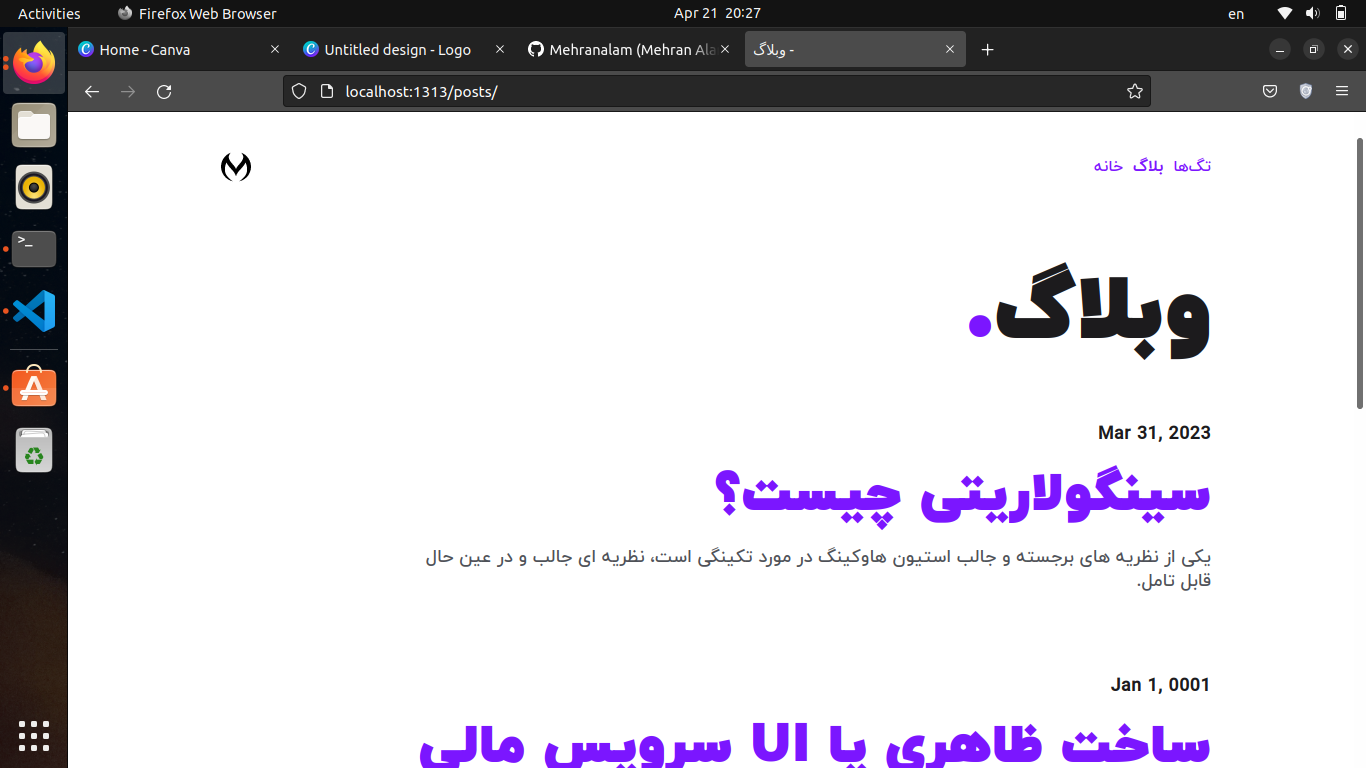 Activities
Firefox Web Browser
Apr 21 20:27
en
Home - Canva
Untitled design - Logo
Mehranalam (Mehran Ala
وبلاگ -
localhost:1313/posts/
تگ‌ها بلاگ خانه
وبلاگ.
Mar 31, 2023
سینگولاریتی چیست؟
یکی از نظریه های برجسته و جالب استیون هاوکینگ در مورد تکینگی است، نظریه ای جالب و در عین حال
قابل تامل.
Jan 1, 0001
ساخت ظاهری یا UI سرویس مالی